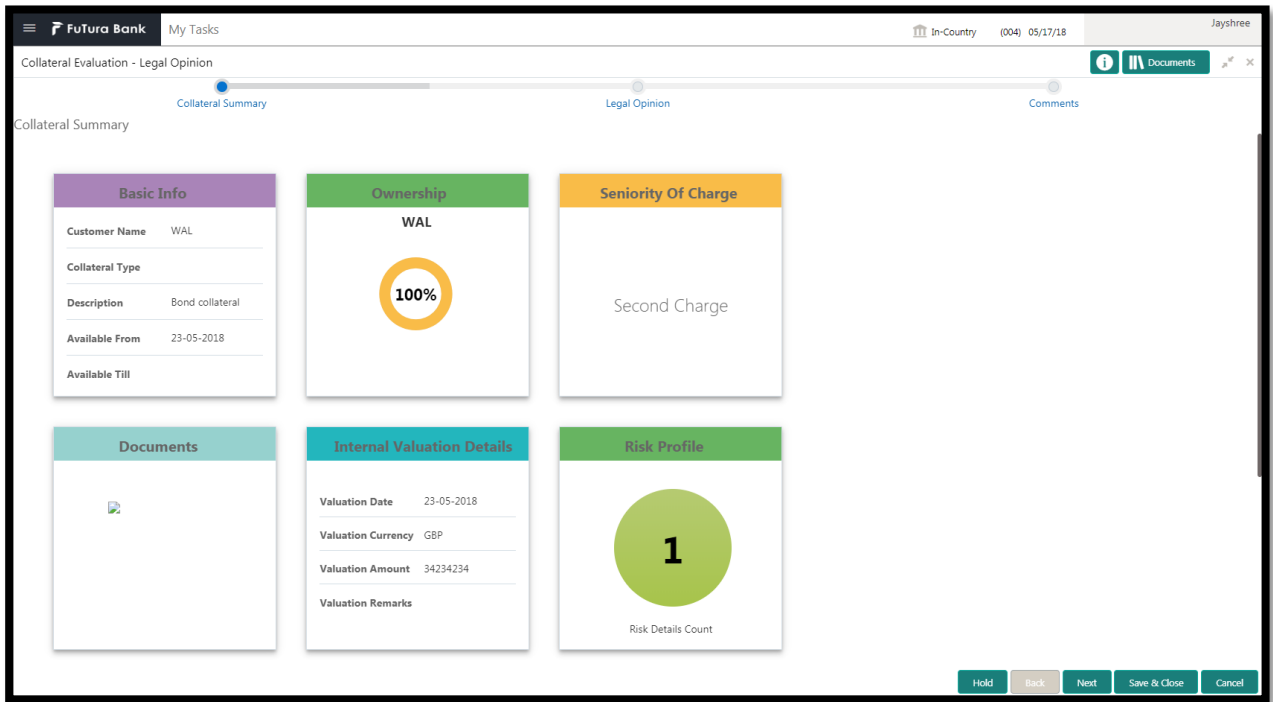 FuTura Bank My Tasks In-Country (004) 05/17/18 Jayshree
Collateral Evaluation - Legal Opinion i Documents
Collateral Summary Legal Opinion Comments
Collateral Summary
Basic Info
Customer Name WAL
Collateral Type
Description Bond collateral
Available From 23-05-2018
Available Till
Ownership
WAL
100%
Seniority Of Charge
Second Charge
Documents
Internal Valuation Details
Valuation Date 23-05-2018
Valuation Currency GBP
Valuation Amount 34234234
Valuation Remarks
Risk Profile
1
Risk Details Count
Hold Back Next Save & Close Cancel